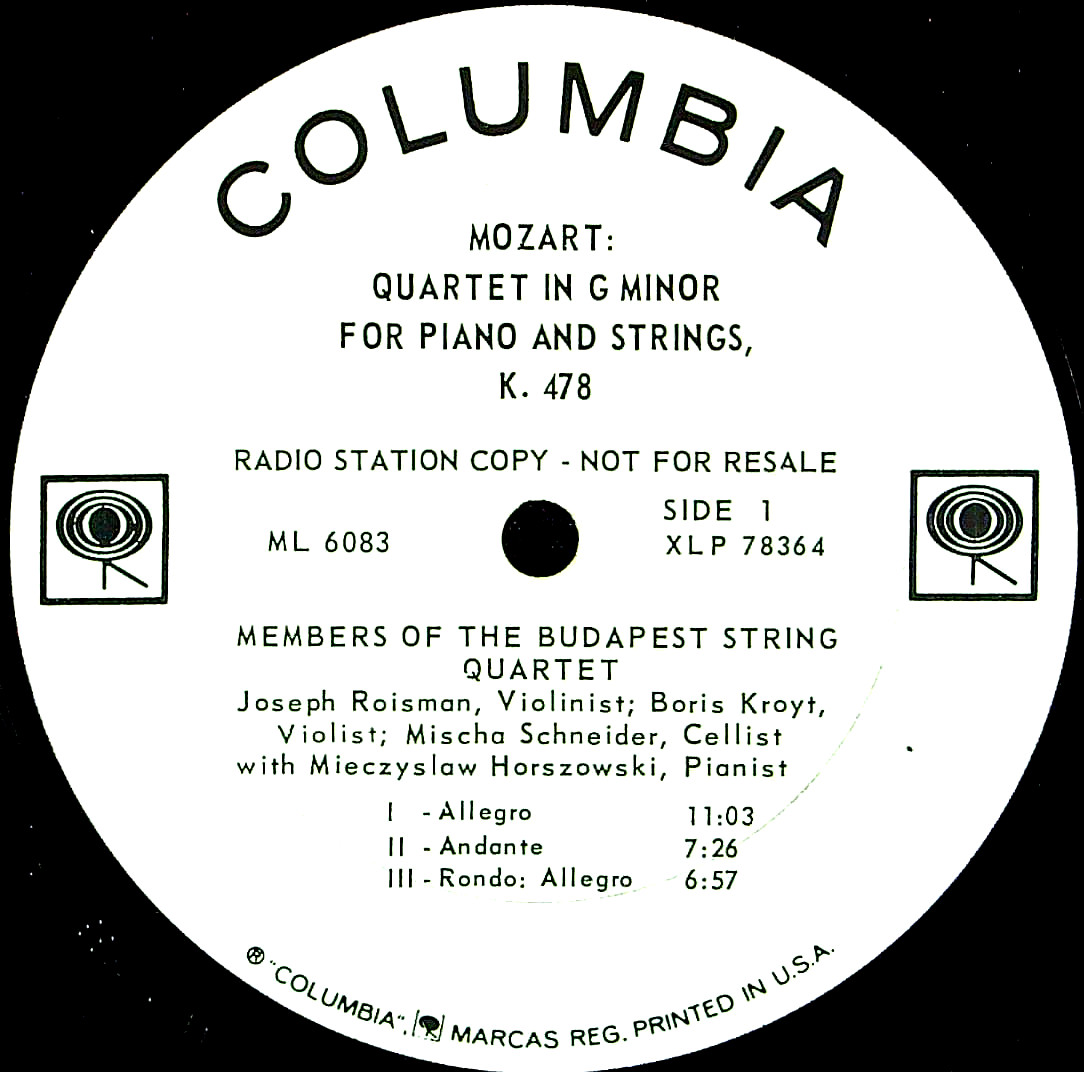 COLUMBIA
MOZART:
QUARTET IN G MINOR
FOR PIANO AND STRINGS,
K. 478
RADIO STATION COPY - NOT FOR RESALE
ML 6083
SIDE 1
XLP 78364
MEMBERS OF THE BUDAPEST STRING
QUARTET
Joseph Roisman, Violinist; Boris Kroyt,
Violist; Mischa Schneider, Cellist
with Mieczyslaw Horszowski, Pianist
I - Allegro 11:03
II - Andante 7:26
III - Rondo: Allegro 6:57
® "COLUMBIA", MARCAS REG. PRINTED IN U.S.A.